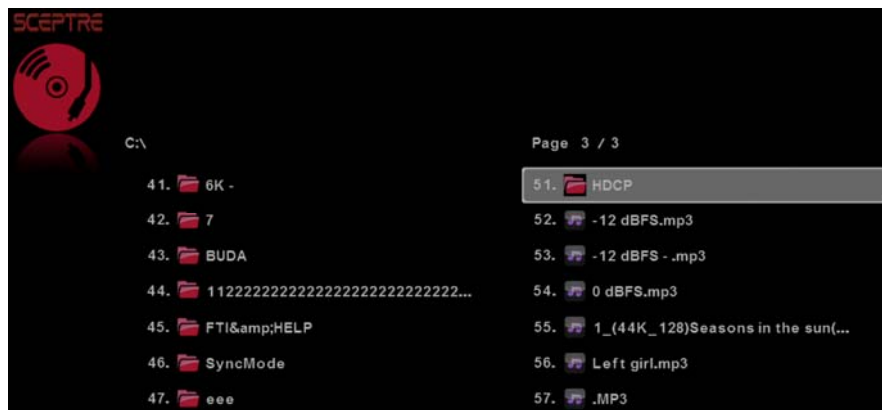 SCEPTRE
C:\
Page 3 / 3
41. 6K -
42. 7
43. BUDA
44. 11222222222222222222222222222...
45. FTI&amp;HELP
46. SyncMode
47. eee
51. HDCP
52. -12 dBFS.mp3
53. -12 dBFS - .mp3
54. 0 dBFS.mp3
55. 1_(44K_128)Seasons in the sun(...
56. Left girl.mp3
57. .MP3